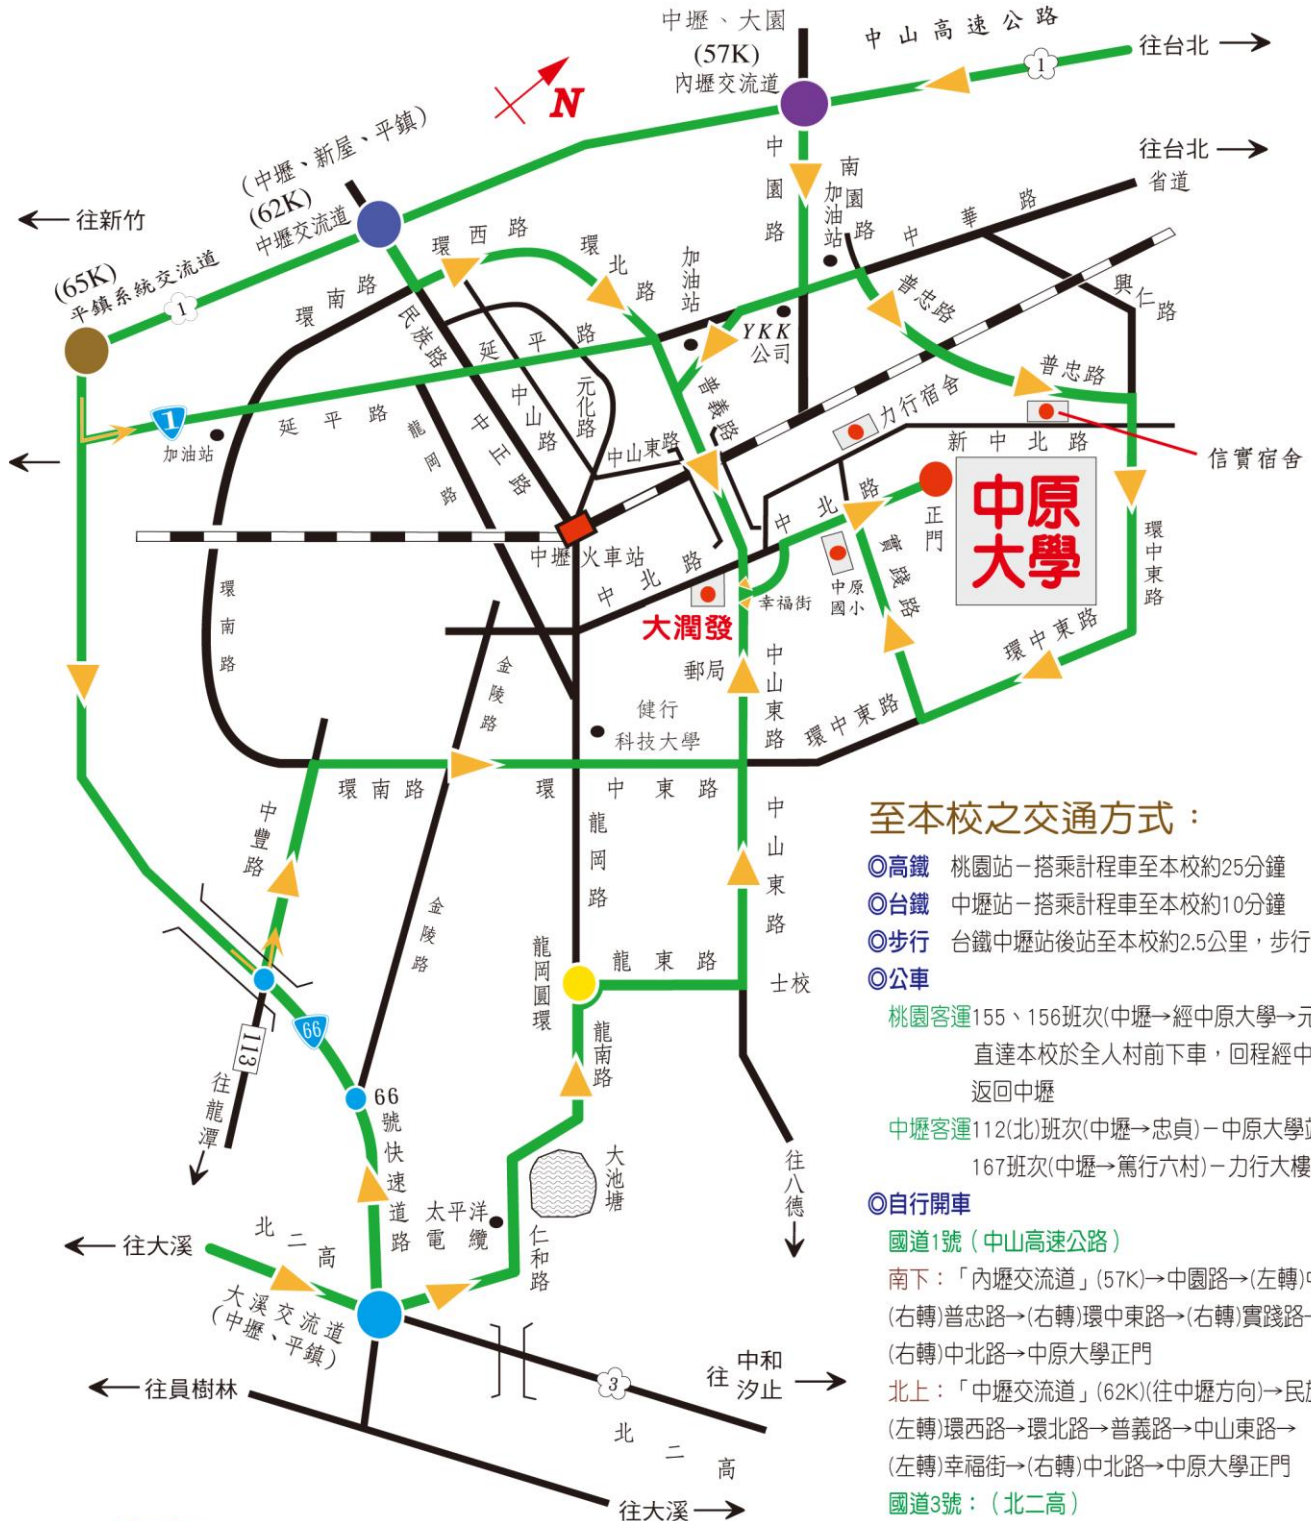 中壢、大園
(57K)
內壢交流道
中山高速公路
1
往台北
N
往台北
省道
(中壢、新屋、平鎮)
(62K)
中壢交流道
往新竹
(65K)
平鎮系統交流道
1
環西路
環北路
加油站
中園路
南園路
加油站
中華路
普忠路
興仁路
環南路
民族路
延平路
YKK
公司
普忠路
1
加油站
延平路
龍岡路
中正路
中山路
元化路
中山東路
普義路
力行宿舍
新中北路
信實宿舍
中原
大學
正門
中北路
中壢火車站
中北路
實踐路
中原
國小
環中東路
環南路
大潤發
幸福街
郵局
中山東路
環中東路
環中東路
金陵路
健行
科技大學
環南路
環中東路
中豐路
龍岡路
中山東路
金陵路
龍岡圓環
龍東路
士校
龍南路
66
113
往龍潭
66
號快速道路
大池塘
往八德
太平洋
電纜
仁和路
往大溪
北二高
大溪交流道
(中壢、平鎮)
往員樹林
3
往
中和
汐止
北二高
往大溪
至本校之交通方式：
◎高鐵 桃園站－搭乘計程車至本校約25分鐘
◎台鐵 中壢站－搭乘計程車至本校約10分鐘
◎步行 台鐵中壢站後站至本校約2.5公里，步行
◎公車
桃園客運155、156班次(中壢→經中原大學→元
直達本校於全人村前下車，回程經中
返回中壢
中壢客運112(北)班次(中壢→忠貞)－中原大學站
167班次(中壢→篤行六村)－力行大樓
◎自行開車
國道1號（中山高速公路）
南下：「內壢交流道」(57K)→中園路→(左轉)中
(右轉)普忠路→(右轉)環中東路→(右轉)實踐路→
(右轉)中北路→中原大學正門
北上：「中壢交流道」(62K)(往中壢方向)→民族
(左轉)環西路→環北路→普義路→中山東路→
(左轉)幸福街→(右轉)中北路→中原大學正門
國道3號：（北二高）